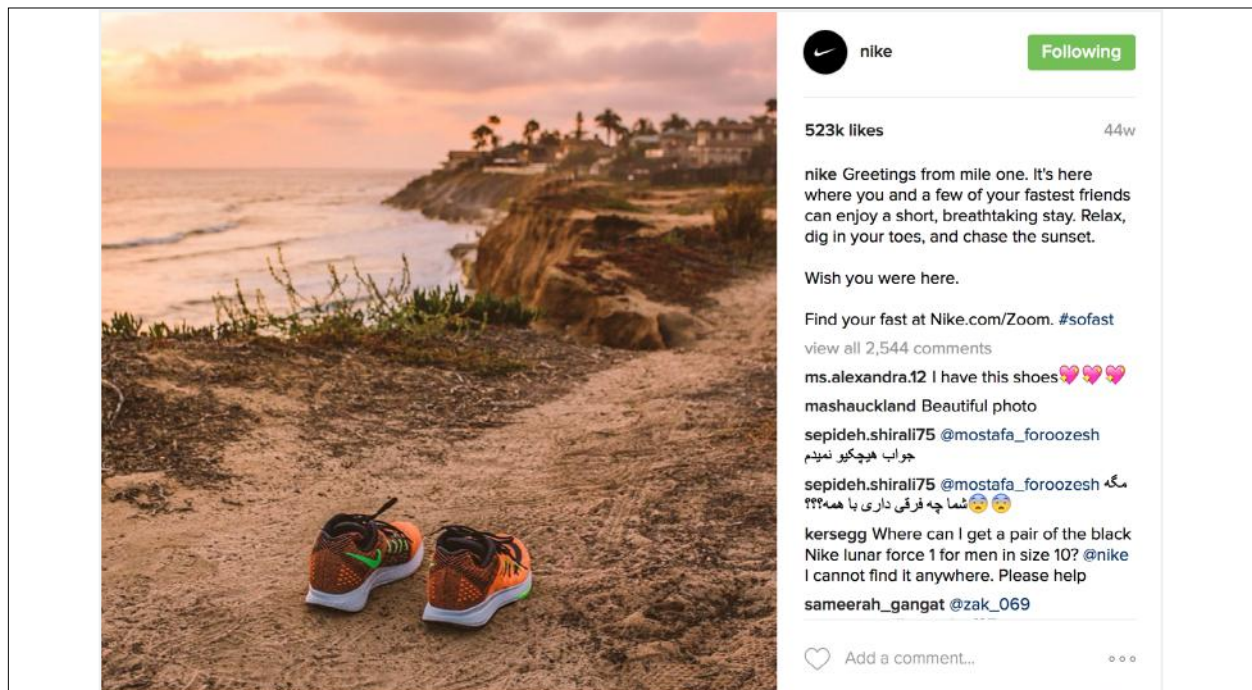 nike
Following
523k likes
44w
nike Greetings from mile one. It's here
where you and a few of your fastest friends
can enjoy a short, breathtaking stay. Relax,
dig in your toes, and chase the sunset.
Wish you were here.
Find your fast at Nike.com/Zoom. #sofast
view all 2,544 comments
ms.alexandra.12 I have this shoes💖💖💖
mashauckland Beautiful photo
sepideh.shirali75 @mostafa_foroozesh
جواب هیچکیو نمیدم
sepideh.shirali75 @mostafa_foroozesh مگه
شما چه فرقی داری با همه؟؟؟😨😨
kersegg Where can I get a pair of the black
Nike lunar force 1 for men in size 10? @nike
I cannot find it anywhere. Please help
sameerah_gangat @zak_069
Add a comment...